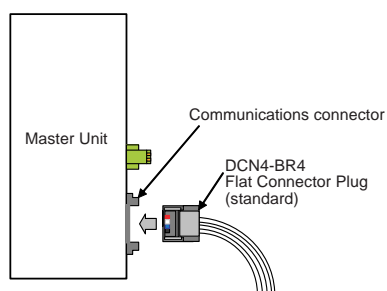 Communications connector
Master Unit
DCN4-BR4
Flat Connector Plug
(standard)